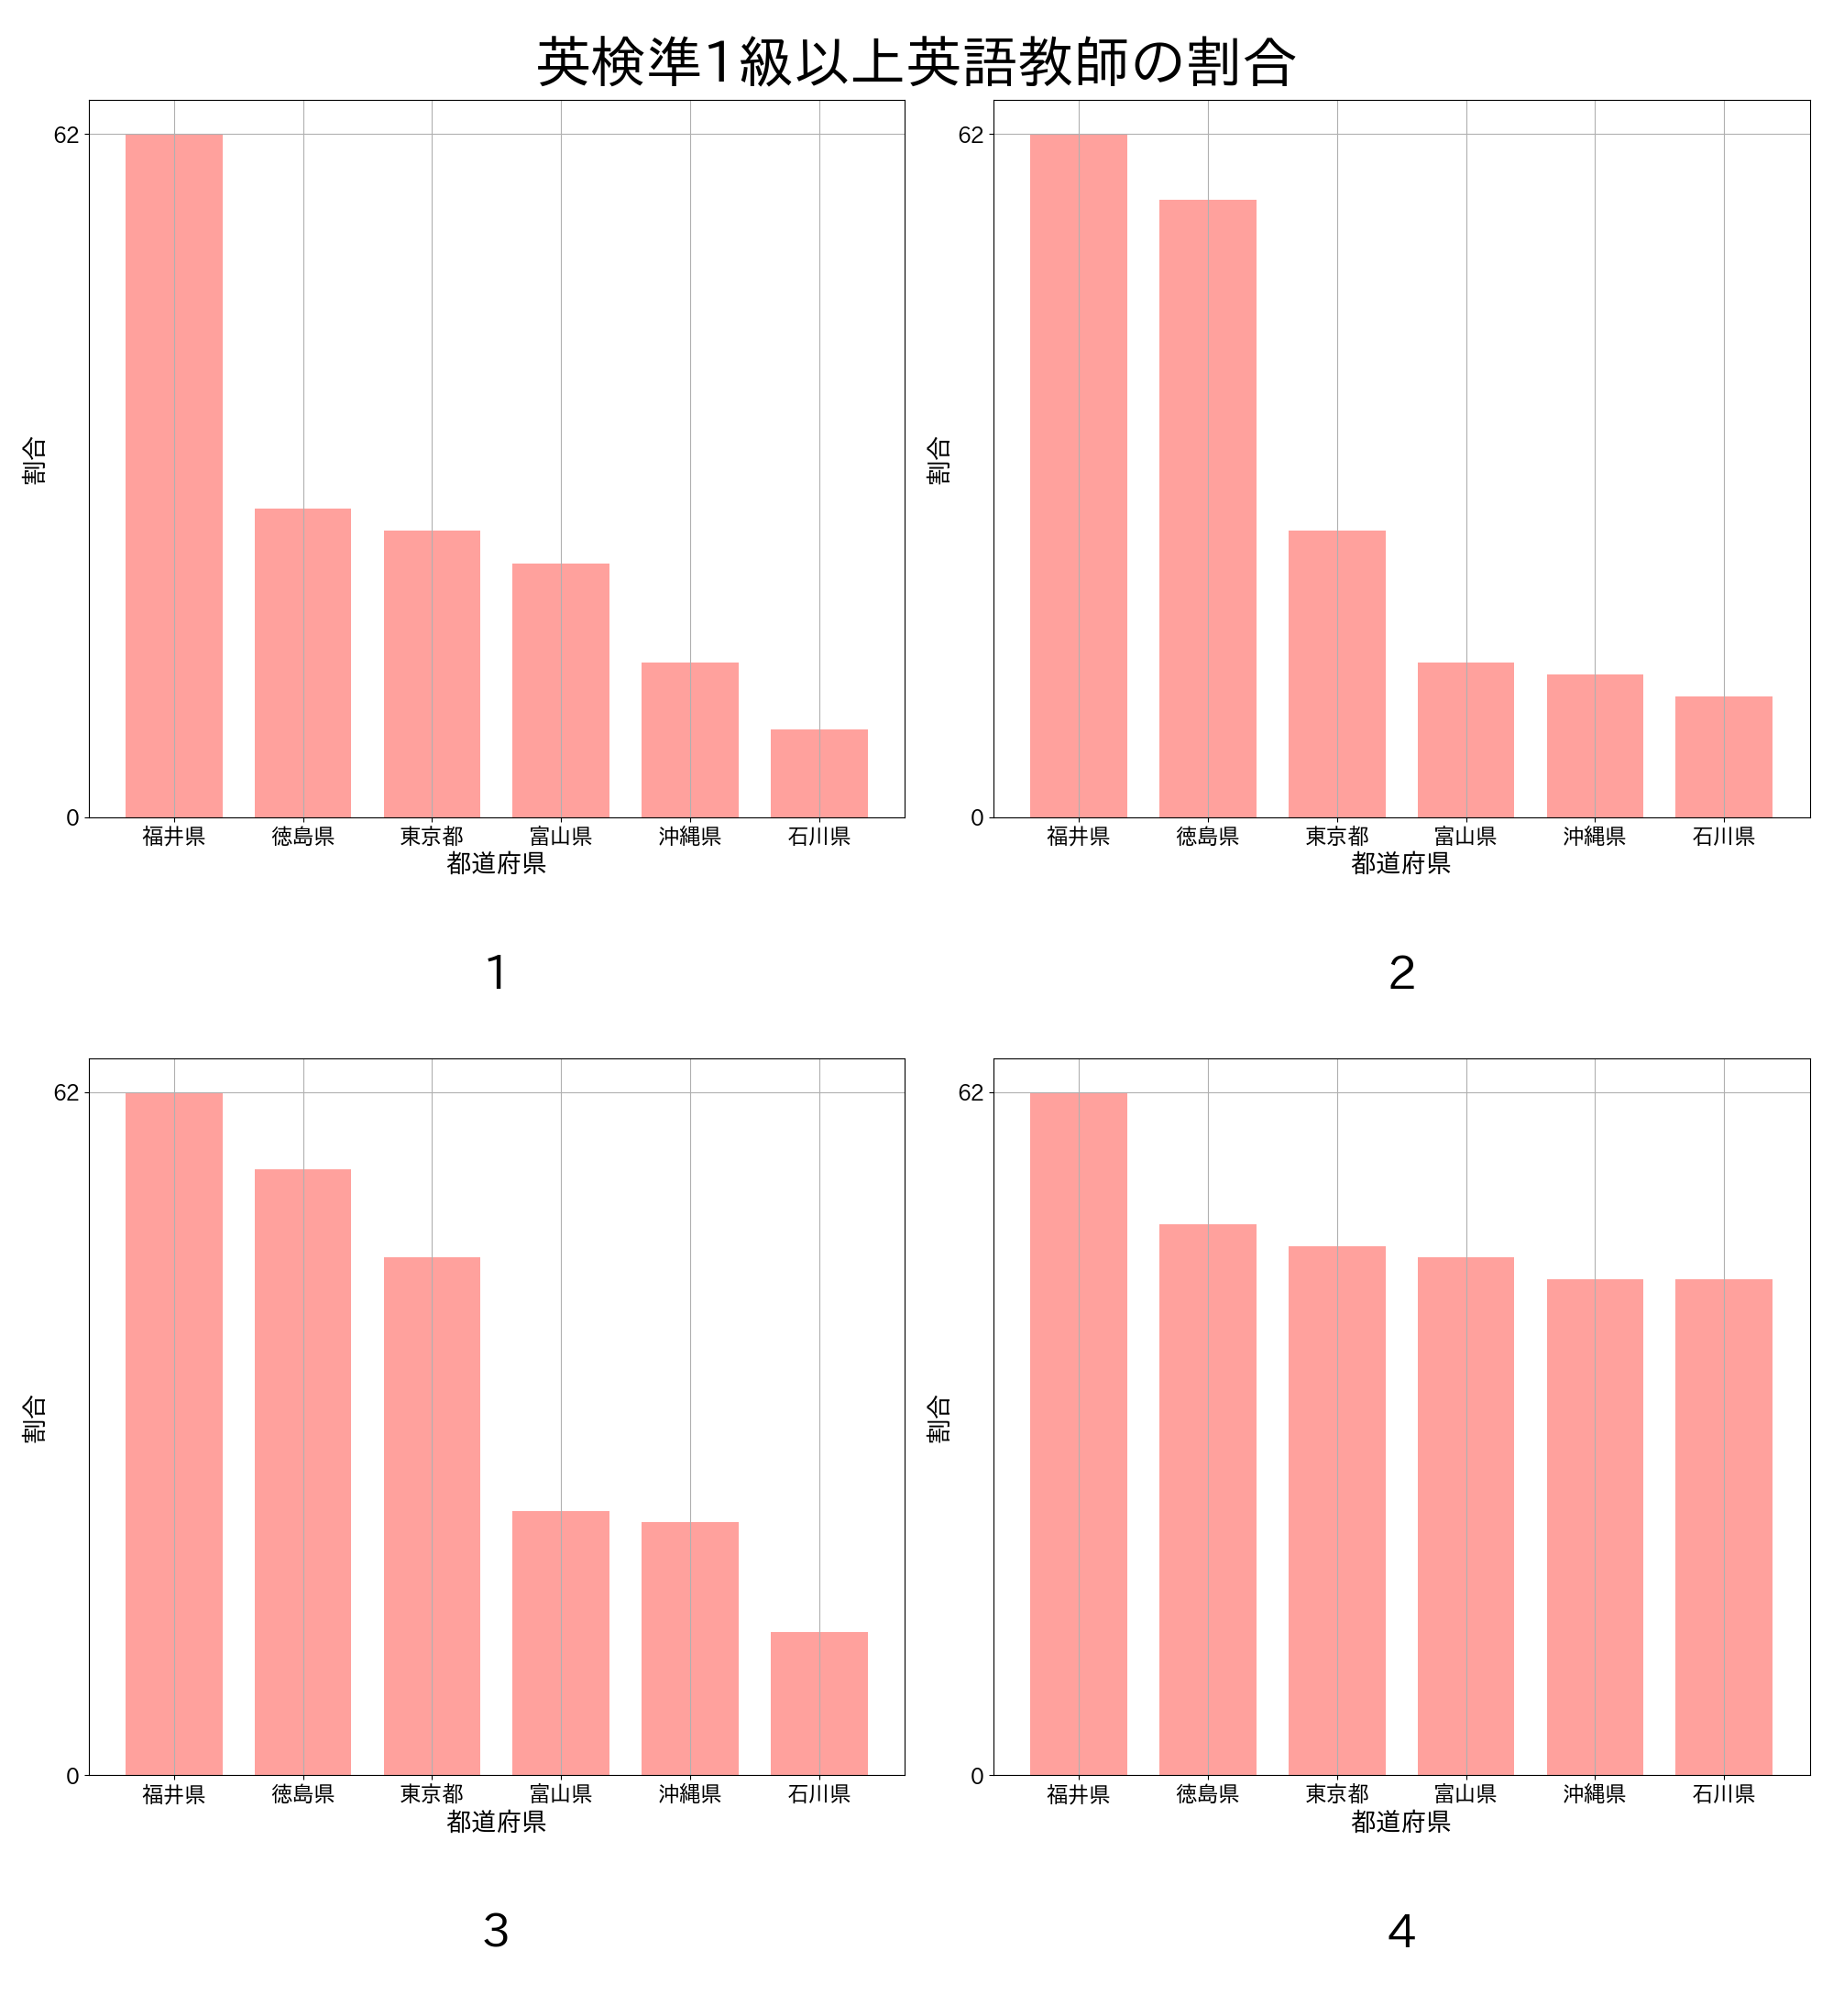 英検準1級以上英語教師の割合
62
0
割合
福井県 徳島県 東京都 富山県 沖縄県 石川県
都道府県
1
62
0
割合
福井県 徳島県 東京都 富山県 沖縄県 石川県
都道府県
2
62
0
割合
福井県 徳島県 東京都 富山県 沖縄県 石川県
都道府県
3
62
0
割合
福井県 徳島県 東京都 富山県 沖縄県 石川県
都道府県
4